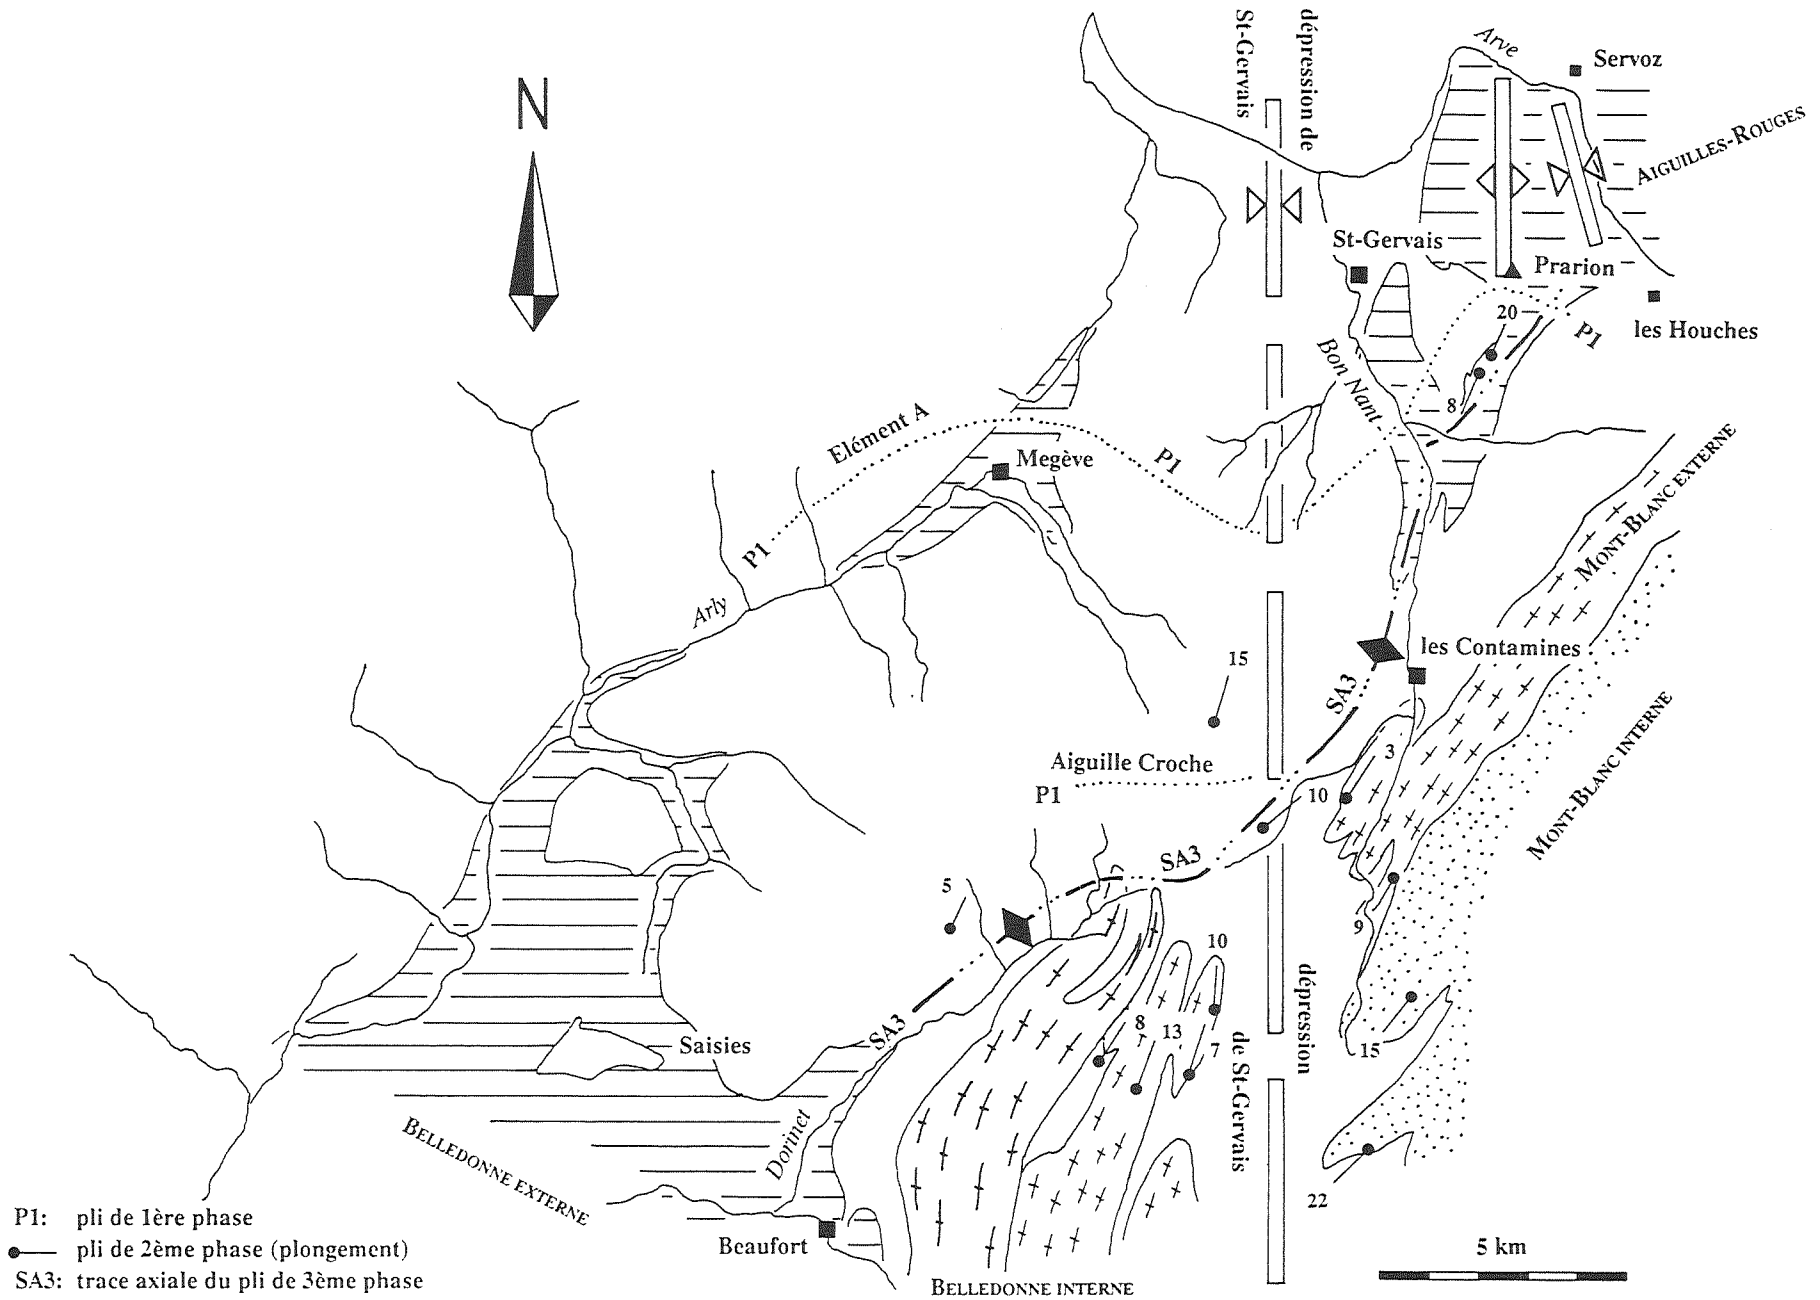 N
St-Gervais
dépression de
Arve
Servoz
AIGUILLES-ROUGES
St-Gervais
Prarion
les Houches
20
P1
Bon Nant
8
Elément A
P1
Megève
P1
MONT-BLANC EXTERNE
Arly
15
les Contamines
SA3
Aiguille Croche
P1
3
10
MONT-BLANC INTERNE
SA3
5
9
10
dépression
de St-Gervais
8
13
7
15
SA3
Saisies
Dorinet
BELLEDONNE EXTERNE
22
Beaufort
BELLEDONNE INTERNE
5 km
P1: pli de 1ère phase
pli de 2ème phase (plongement)
SA3: trace axiale du pli de 3ème phase